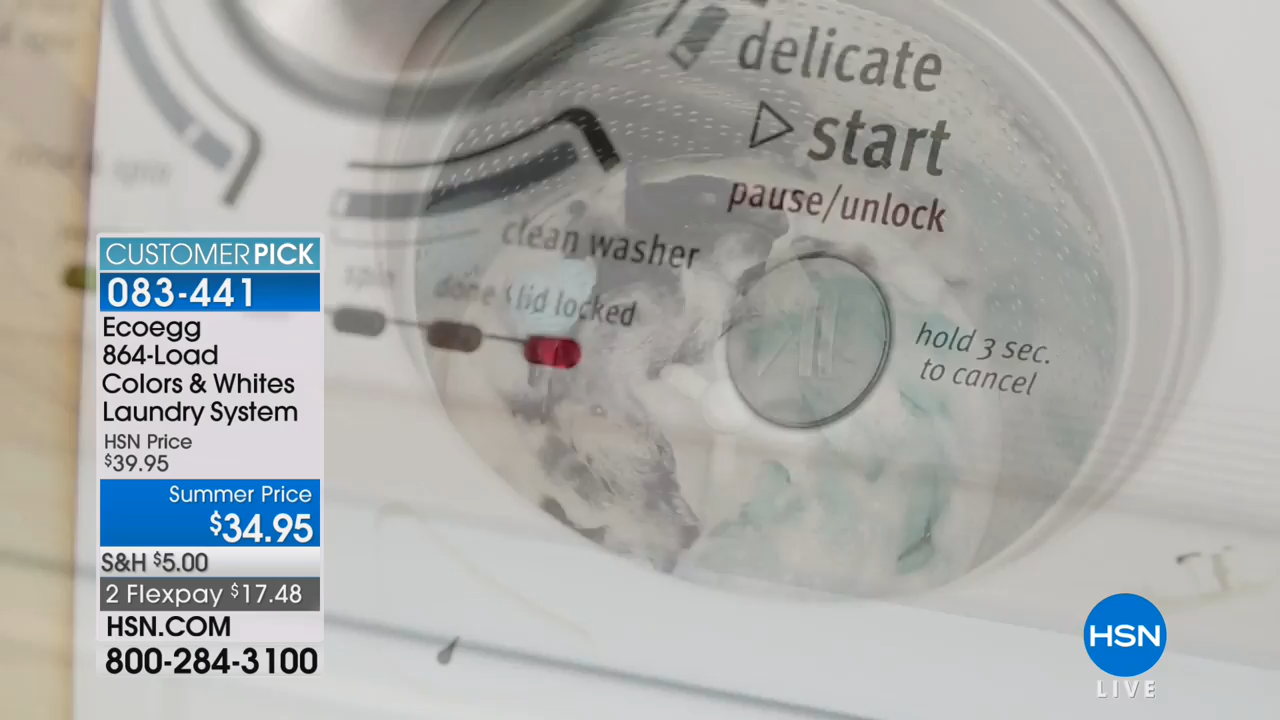 CUSTOMER PICK
083-441
Ecoegg
864-Load
Colors & Whites
Laundry System
HSN Price
$39.95
Summer Price
$34.95
S&H $5.00
2 Flexpay $17.48
HSN.COM
800-284-3100
delicate
start
pause/unlock
clean washer
spin
done lid locked
hold 3 sec.
to cancel
HSN
LIVE